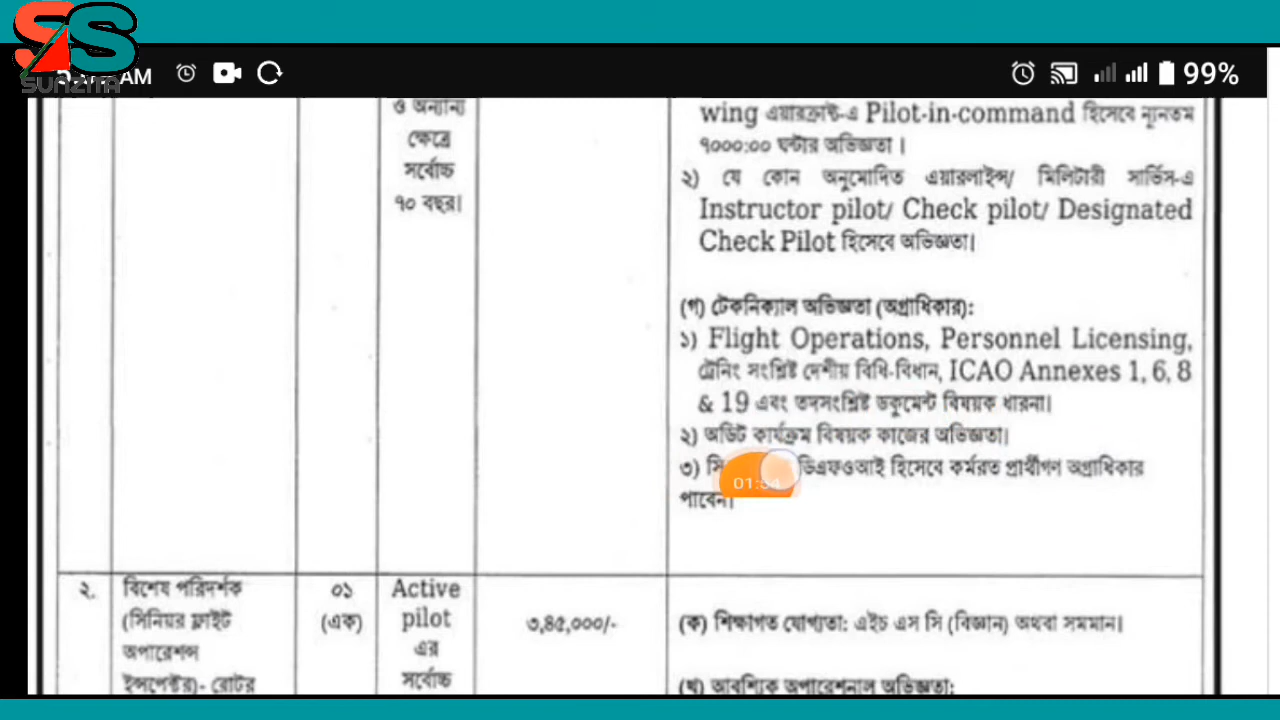 SS
SUNZITA
AM
99%
ও অন্যান্য
ক্ষেত্রে
সর্বোচ্চ
৭০ বছর।
wing এয়ারক্রাফ্ট-এ Pilot-in-command হিসেবে ন্যূনতম
৭০০০:০০ ঘন্টার অভিজ্ঞতা।
২) যে কোন অনুমোদিত এয়ারলাইন্স/ মিলিটারী সার্ভিস-এ
Instructor pilot/ Check pilot/ Designated
Check Pilot হিসেবে অভিজ্ঞতা।
(গ) টেকনিক্যাল অভিজ্ঞতা (অগ্রাধিকার):
১) Flight Operations, Personnel Licensing,
ট্রেনিং সংশ্লিষ্ট দেশীয় বিধি-বিধান, ICAO Annexes 1, 6, 8
& 19 এবং তদসংশ্লিষ্ট ডকুমেন্ট বিষয়ক ধারনা।
২) অডিট কার্যক্রম বিষয়ক কাজের অভিজ্ঞতা।
৩) ডিএফওআই হিসেবে কর্মরত প্রার্থীগণ অগ্রাধিকার
পাবেন।
২.
বিশেষ পরিদর্শক
(সিনিয়র ফ্লাইট
অপারেশন্স
ইন্সপেক্টর)- রোটর
০১
(এক)
Active
pilot
এর
সর্বোচ্চ
৩,৪৫,০০০/-
(ক) শিক্ষাগত যোগ্যতা: এইচ এস সি (বিজ্ঞান) অথবা সমমান।
(খ) আবশ্যিক অপারেশনাল অভিজ্ঞতা: